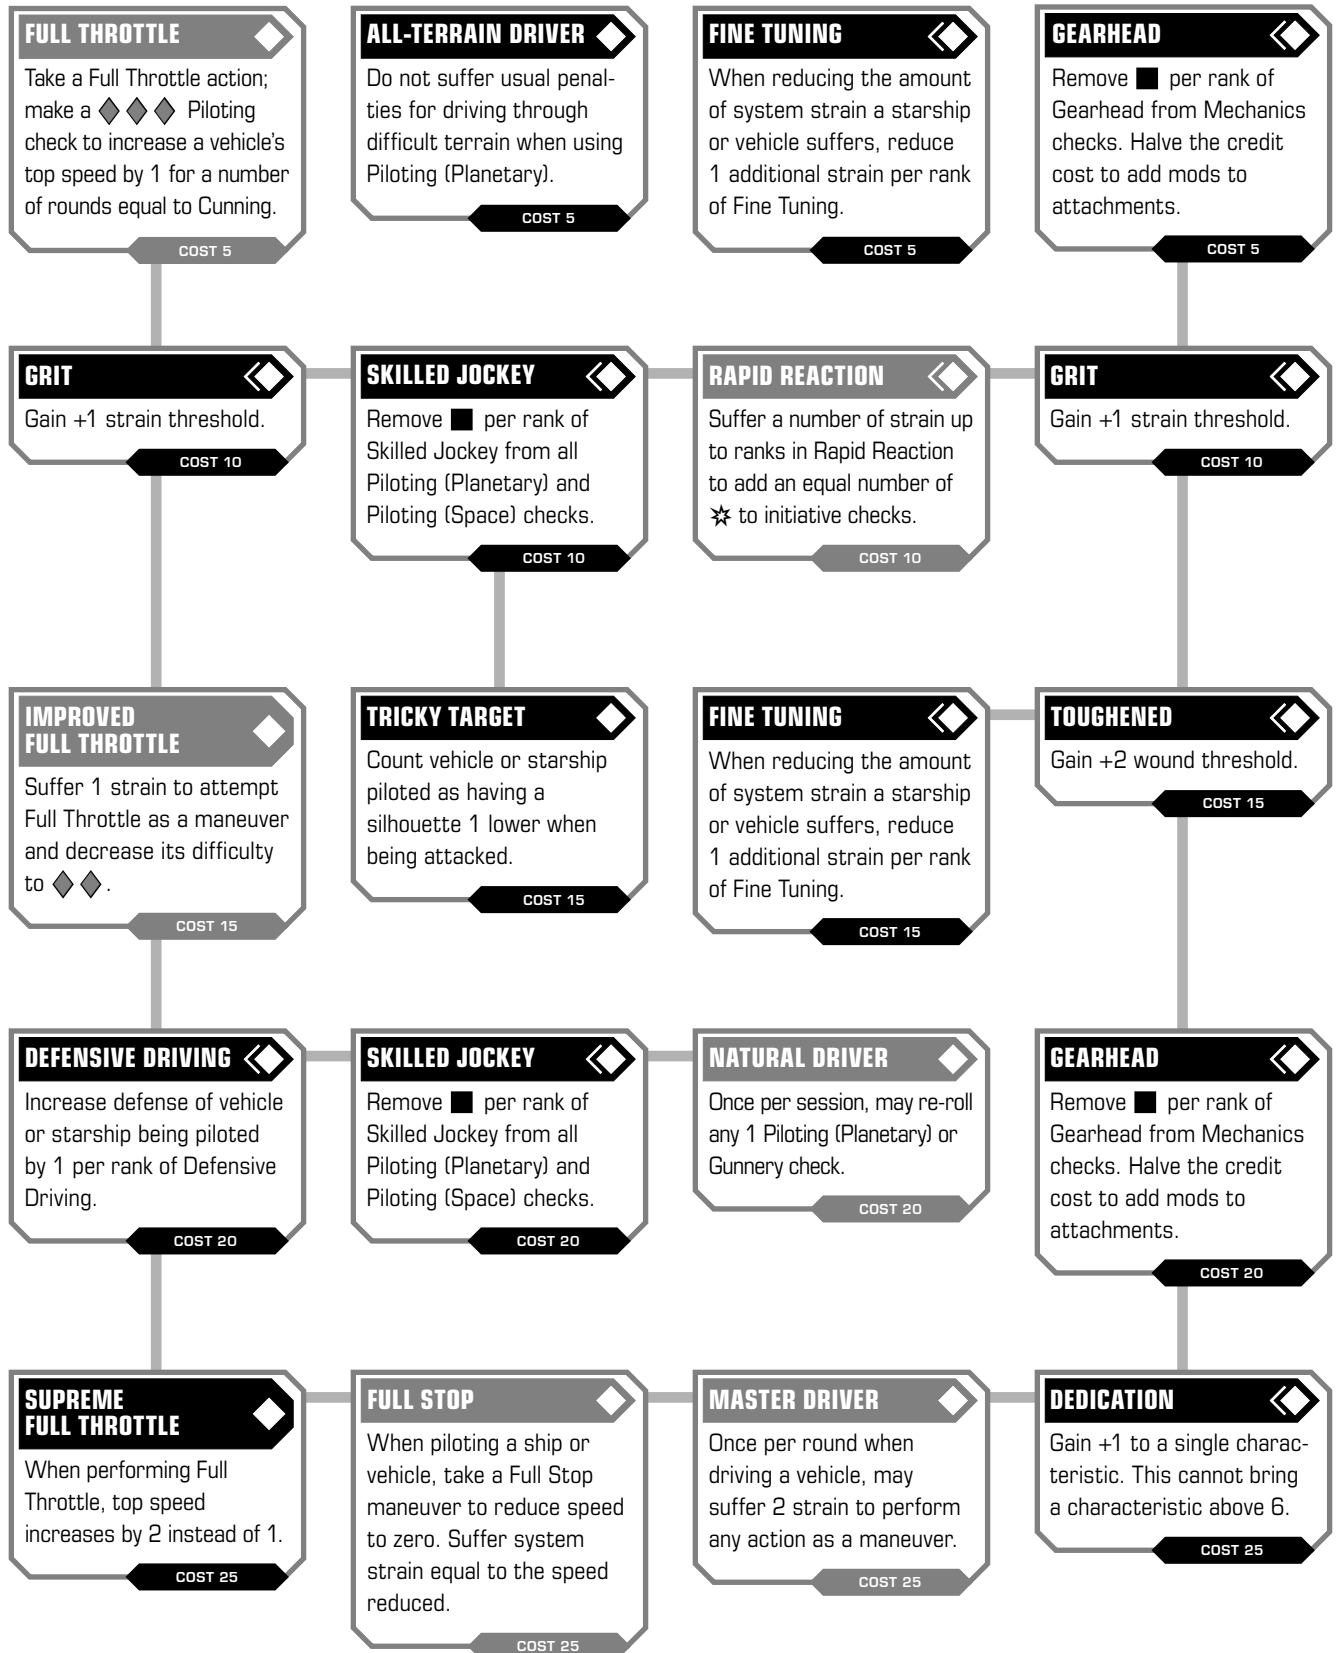 FULL THROTTLE
Take a Full Throttle action;
make a Piloting
check to increase a vehicle's
top speed by 1 for a number
of rounds equal to Cunning.
COST 5
ALL-TERRAIN DRIVER
Do not suffer usual penal-
ties for driving through
difficult terrain when using
Piloting (Planetary).
COST 5
FINE TUNING
When reducing the amount
of system strain a starship
or vehicle suffers, reduce
1 additional strain per rank
of Fine Tuning.
COST 5
GEARHEAD
Remove per rank of
Gearhead from Mechanics
checks. Halve the credit
cost to add mods to
attachments.
COST 5
GRIT
Gain +1 strain threshold.
COST 10
SKILLED JOCKEY
Remove per rank of
Skilled Jockey from all
Piloting (Planetary) and
Piloting (Space) checks.
COST 10
RAPID REACTION
Suffer a number of strain up
to ranks in Rapid Reaction
to add an equal number of
to initiative checks.
COST 10
GRIT
Gain +1 strain threshold.
COST 10
IMPROVED
FULL THROTTLE
Suffer 1 strain to attempt
Full Throttle as a maneuver
and decrease its difficulty
to .
COST 15
TRICKY TARGET
Count vehicle or starship
piloted as having a
silhouette 1 lower when
being attacked.
COST 15
FINE TUNING
When reducing the amount
of system strain a starship
or vehicle suffers, reduce
1 additional strain per rank
of Fine Tuning.
COST 15
TOUGHENED
Gain +2 wound threshold.
COST 15
DEFENSIVE DRIVING
Increase defense of vehicle
or starship being piloted
by 1 per rank of Defensive
Driving.
COST 20
SKILLED JOCKEY
Remove per rank of
Skilled Jockey from all
Piloting (Planetary) and
Piloting (Space) checks.
COST 20
NATURAL DRIVER
Once per session, may re-roll
any 1 Piloting (Planetary) or
Gunnery check.
COST 20
GEARHEAD
Remove per rank of
Gearhead from Mechanics
checks. Halve the credit
cost to add mods to
attachments.
COST 20
SUPREME
FULL THROTTLE
When performing Full
Throttle, top speed
increases by 2 instead of 1.
COST 25
FULL STOP
When piloting a ship or
vehicle, take a Full Stop
maneuver to reduce speed
to zero. Suffer system
strain equal to the speed
reduced.
COST 25
MASTER DRIVER
Once per round when
driving a vehicle, may
suffer 2 strain to perform
any action as a maneuver.
COST 25
DEDICATION
Gain +1 to a single charac-
teristic. This cannot bring
a characteristic above 6.
COST 25